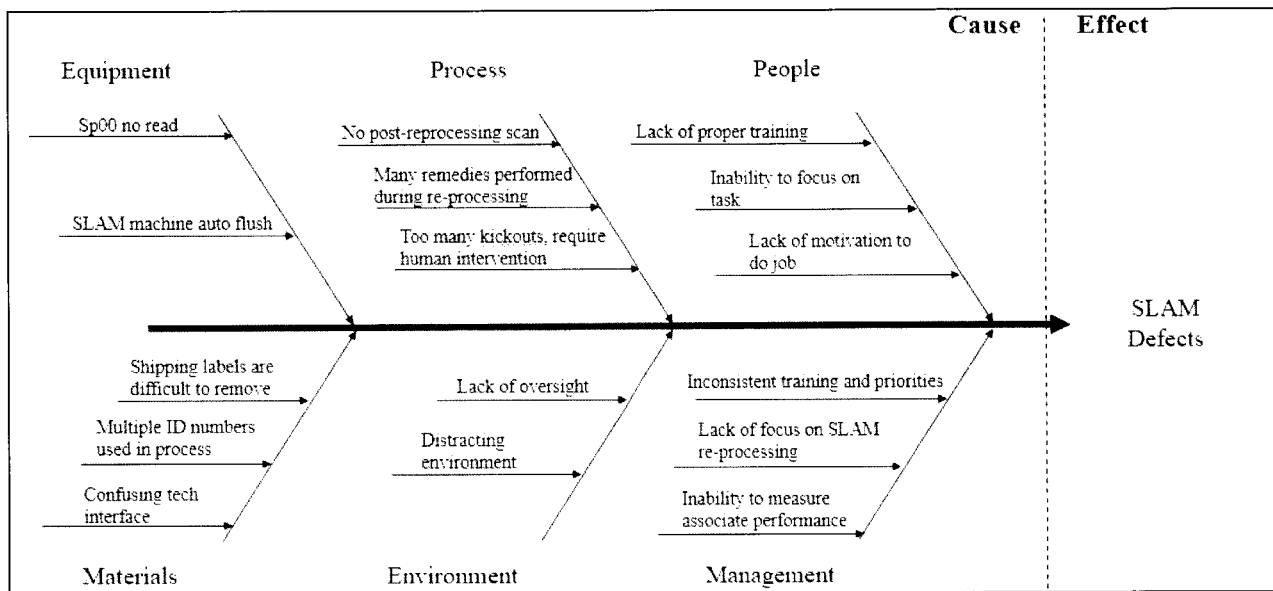 Cause Effect
Equipment Process People
Sp00 no read
No post-reprocessing scan
Lack of proper training
Many remedies performed
during re-processing
Inability to focus on
task
SLAM machine auto flush
Too many kickouts, require
human intervention
Lack of motivation to
do job
SLAM
Defects
Shipping labels are
difficult to remove
Lack of oversight
Inconsistent training and priorities
Multiple ID numbers
used in process
Distracting
environment
Lack of focus on SLAM
re-processing
Confusing tech
interface
Inability to measure
associate performance
Materials Environment Management